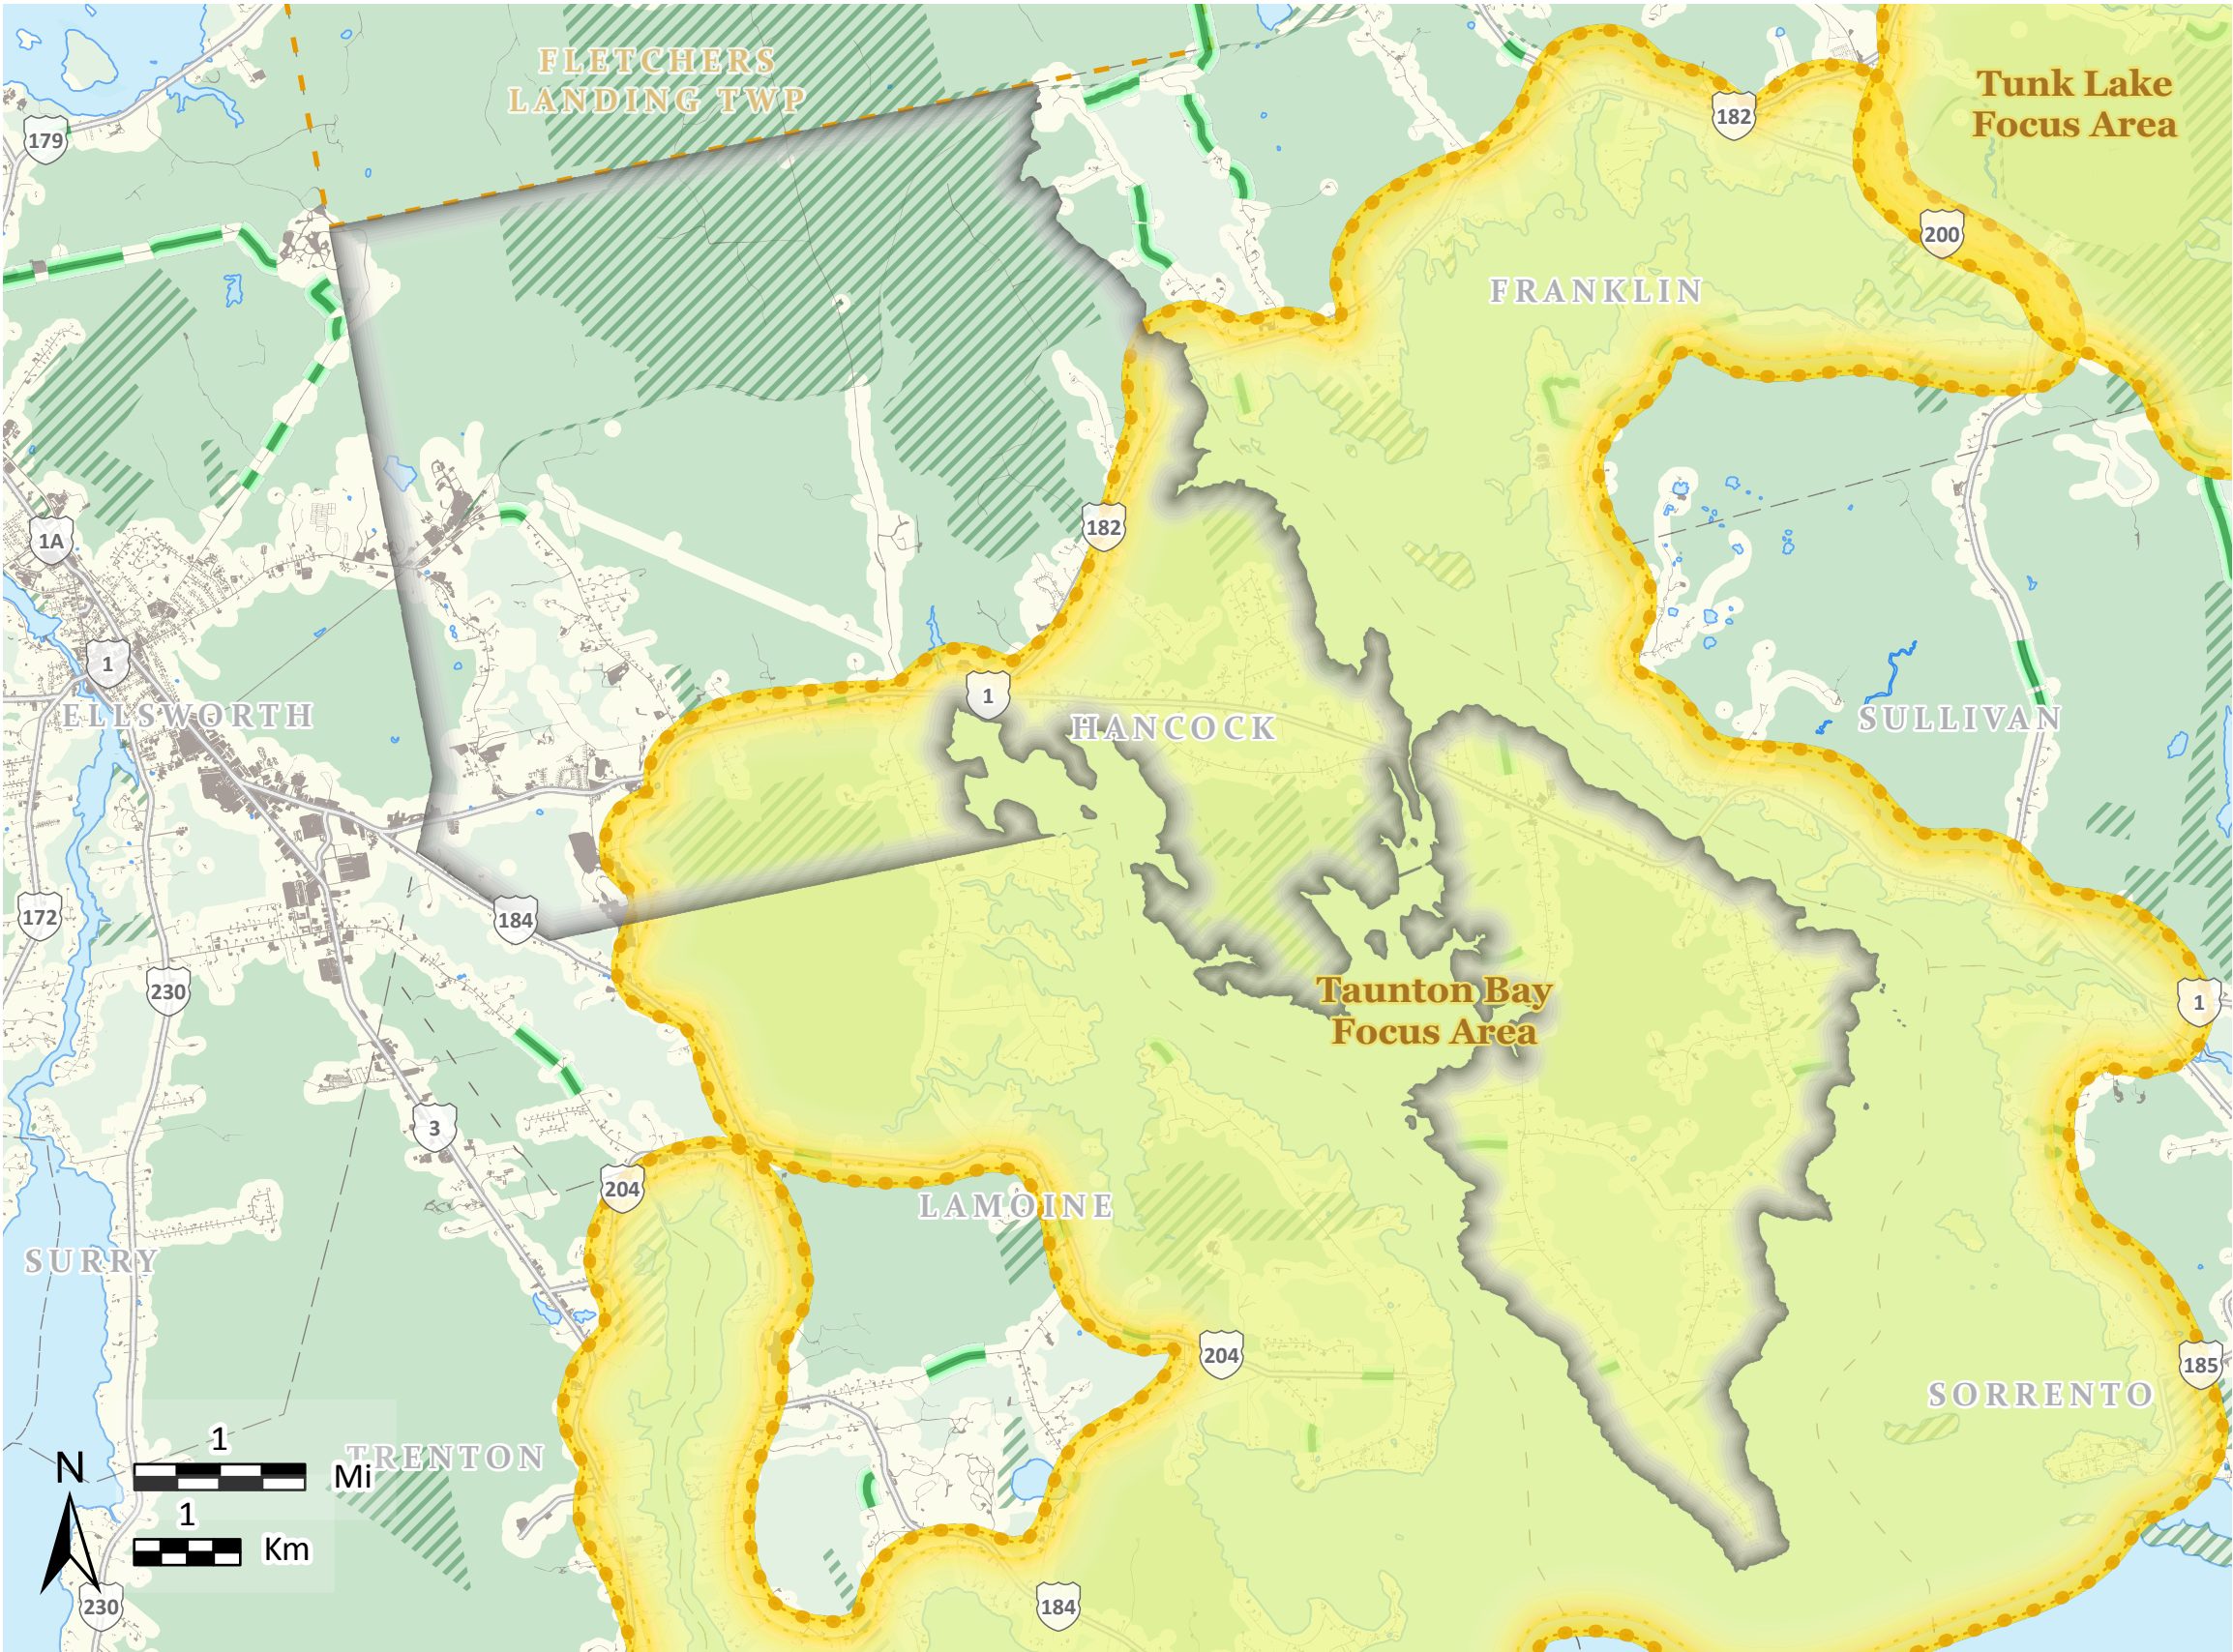 FLETCHERS
LANDING TWP
Tunk Lake
Focus Area
179
182
200
FRANKLIN
1A
182
1
1
ELLSWORTH
HANCOCK
SULLIVAN
172
184
230
Taunton Bay
Focus Area
1
3
204
LAMOINE
SURRY
204
185
SORRENTO
TRENTON
N
1
Mi
1
Km
230
184